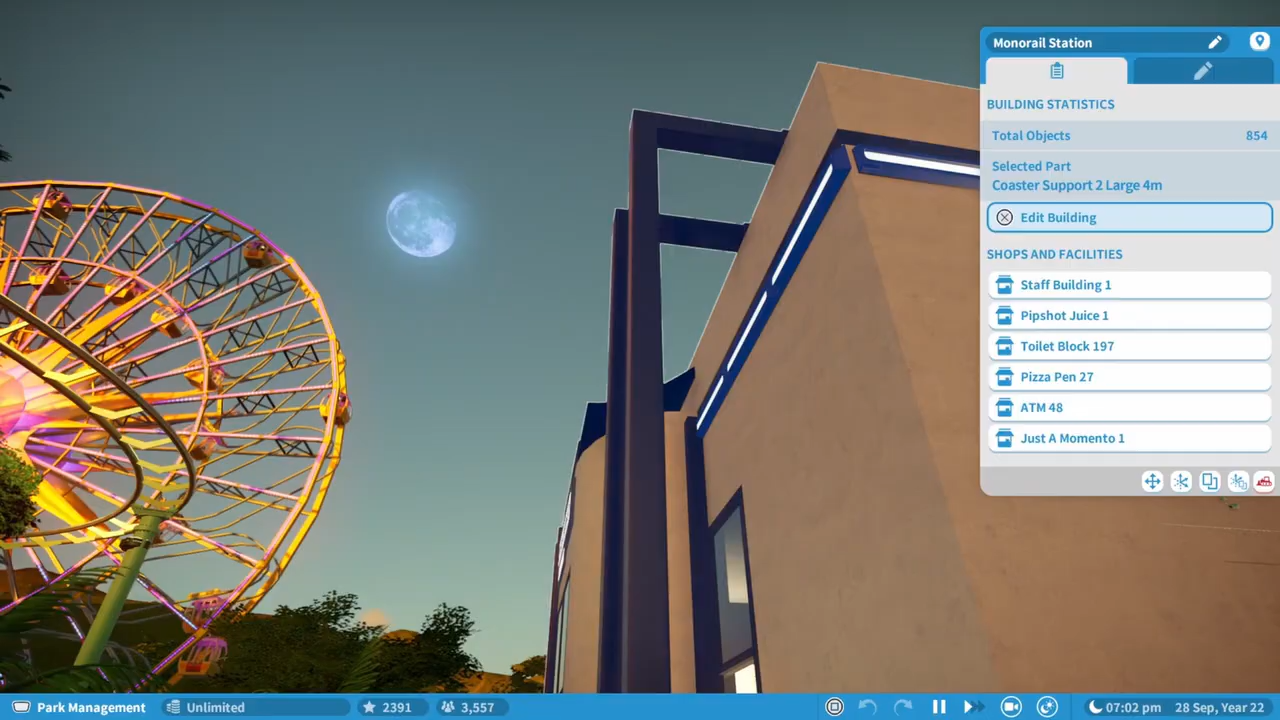 Monorail Station
BUILDING STATISTICS
Total Objects 854
Selected Part
Coaster Support 2 Large 4m
Edit Building
SHOPS AND FACILITIES
Staff Building 1
Pipshot Juice 1
Toilet Block 197
Pizza Pen 27
ATM 48
Just A Momento 1
Park Management Unlimited 2391 3,557 07:02 pm 28 Sep, Year 22